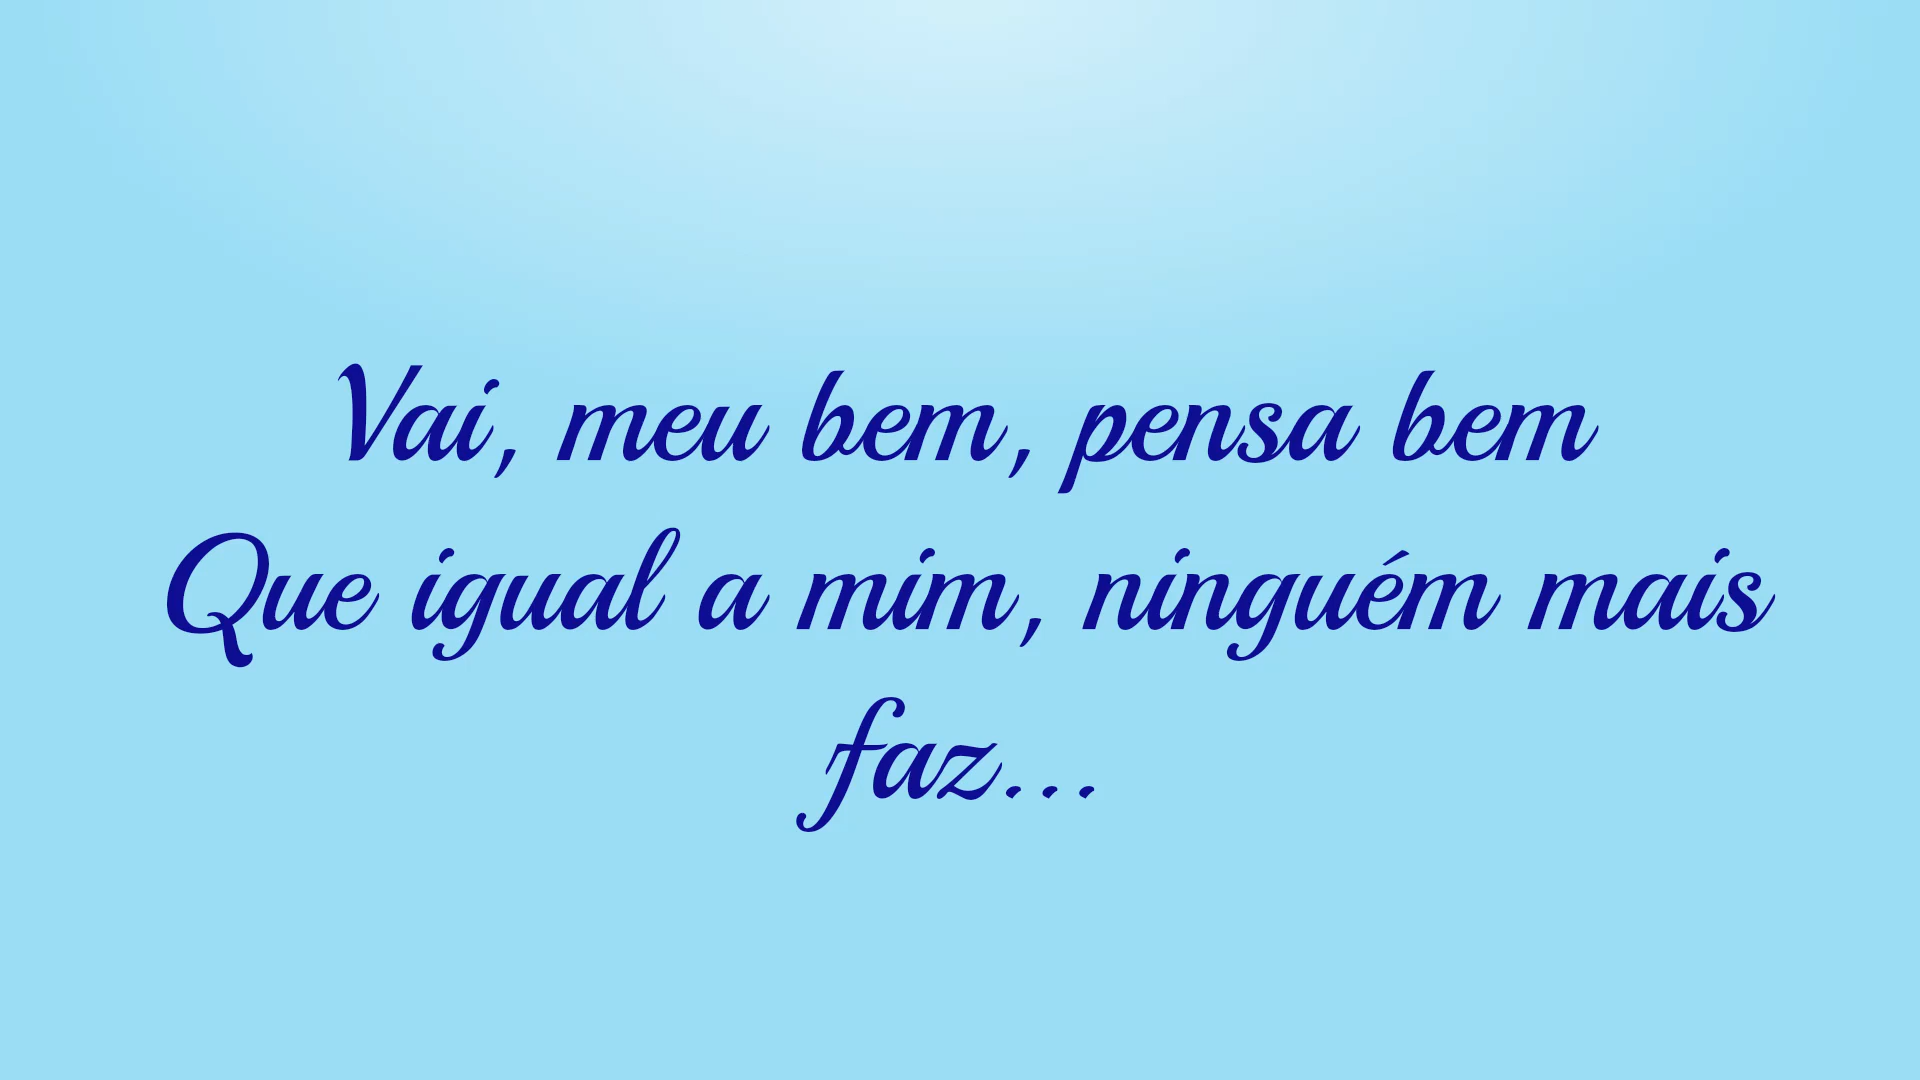 Vai, meu bem, pensa bem
Que igual a mim, ninguém mais
faz...